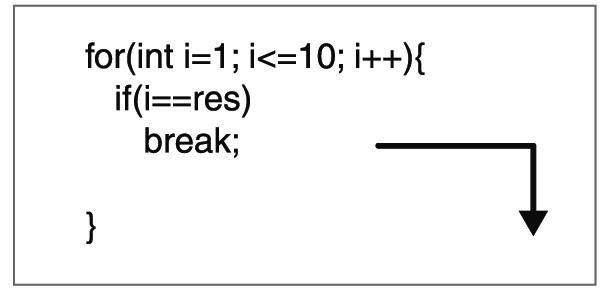 for(int i=1; i<=10; i++){
if(i==res)
break;
}